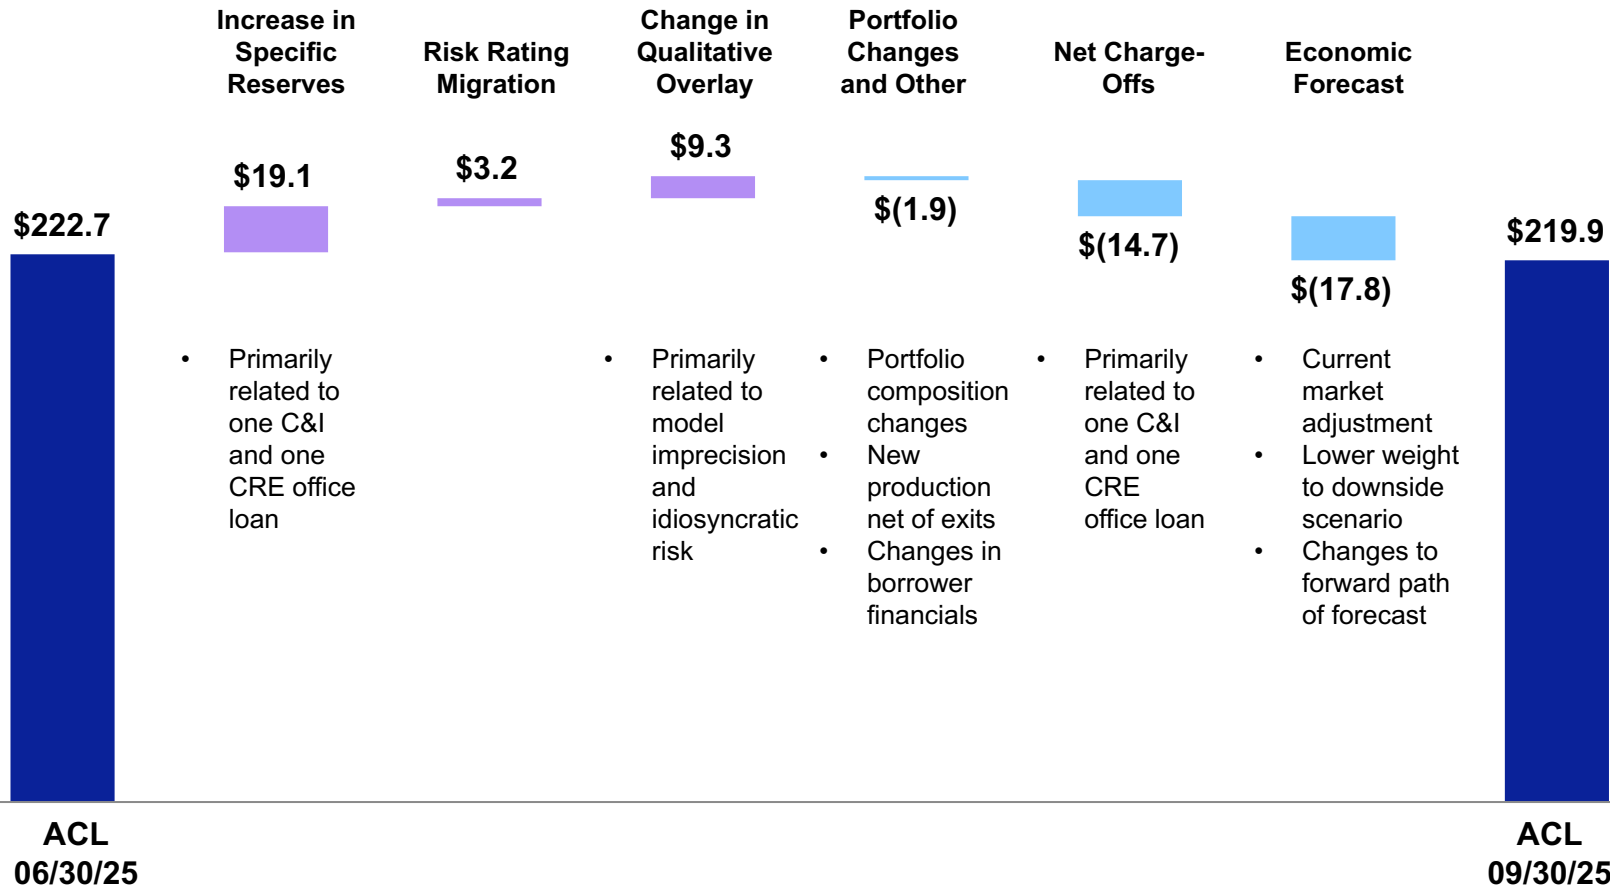 Increase in
Specific
Reserves
Risk Rating
Migration
Change in
Qualitative
Overlay
Portfolio
Changes
and Other
Net Charge-
Offs
Economic
Forecast
$222.7
$19.1
$3.2
$9.3
$(1.9)
$(14.7)
$(17.8)
$219.9
• Primarily
related to
one C&I
and one
CRE office
loan
• Primarily
related to
model
imprecision
and
idiosyncratic
risk
• Portfolio
composition
changes
• New
production
net of exits
• Changes in
borrower
financials
• Primarily
related to
one C&I
and one
CRE
office loan
• Current
market
adjustment
• Lower weight
to downside
scenario
• Changes to
forward path
of forecast
ACL
06/30/25
ACL
09/30/25